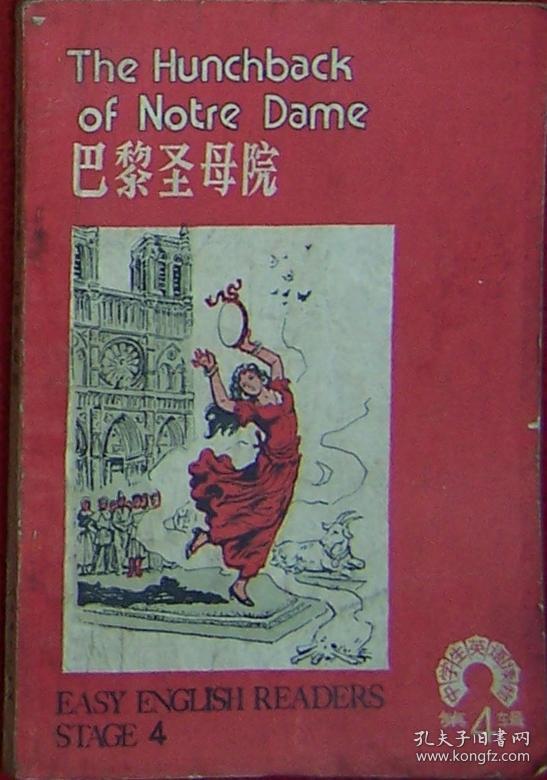 The Hunchback
of Notre Dame
巴黎圣母院
EASY ENGLISH READERS
STAGE 4
中学生英语读物
第4辑
孔夫子旧书网
www.kongfz.com